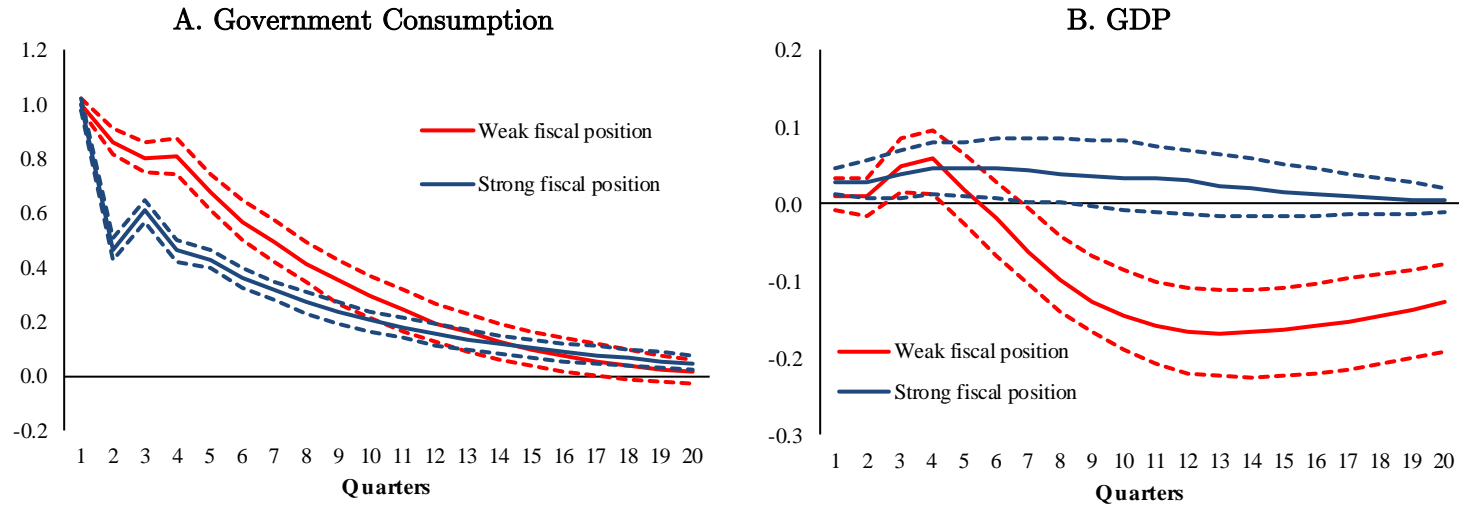 A. Government Consumption
1.2
1.0
0.8
0.6
0.4
0.2
0.0
-0.2
Weak fiscal position
Strong fiscal position
1 2 3 4 5 6 7 8 9 10 11 12 13 14 15 16 17 18 19 20
Quarters
B. GDP
0.2
0.1
0.0
-0.1
-0.2
-0.3
Weak fiscal position
Strong fiscal position
1 2 3 4 5 6 7 8 9 10 11 12 13 14 15 16 17 18 19 20
Quarters